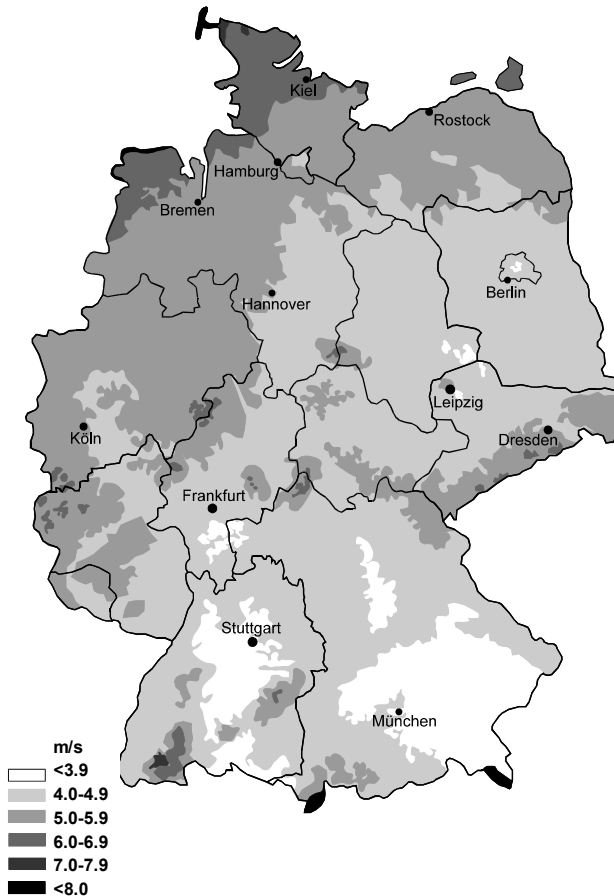 Kiel
Rostock
Hamburg
Bremen
Berlin
Hannover
Leipzig
Köln
Dresden
Frankfurt
Stuttgart
München
m/s
<3.9
4.0-4.9
5.0-5.9
6.0-6.9
7.0-7.9
<8.0